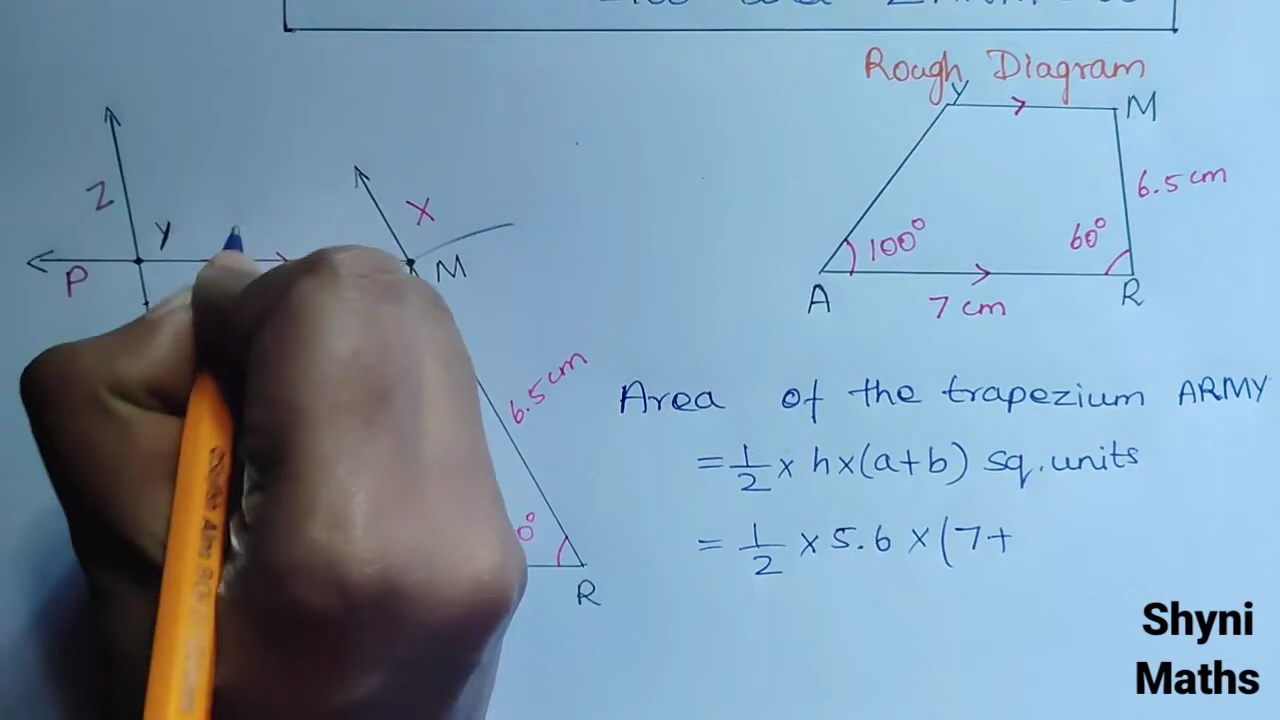 Rough Diagram
Y
M
Z
Y
X
6.5 cm
P
M
100°
60°
A
7 cm
R
6.5 cm
Area of the trapezium ARMY
= 1/2 × h×(a+b) sq.units
= 1/2 × 5.6 ×(7+
R
Shyni
Maths